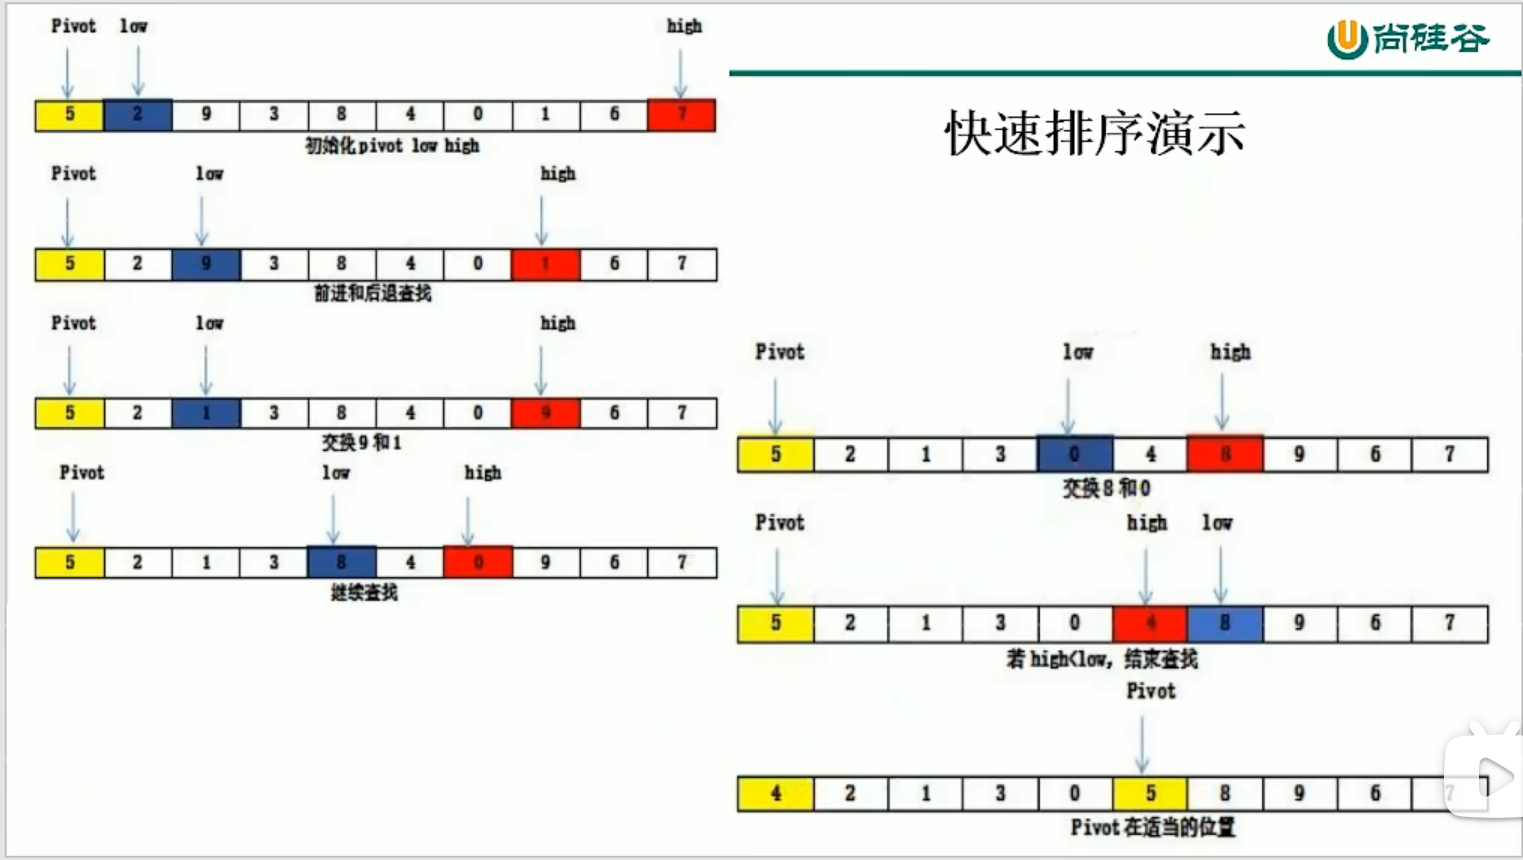 尚硅谷
快速排序演示
Pivot low high
5 2 9 3 8 4 0 1 6 7
初始化pivot low high
Pivot low high
5 2 9 3 8 4 0 1 6 7
前进和后退查找
Pivot low high
5 2 1 3 8 4 0 9 6 7
交换9和1
Pivot low high
5 2 1 3 8 4 0 9 6 7
继续查找
Pivot low high
5 2 1 3 0 4 8 9 6 7
交换8和0
Pivot high low
5 2 1 3 0 4 8 9 6 7
若high<low，结束查找
Pivot
4 2 1 3 0 5 8 9 6 7
Pivot在适当的位置